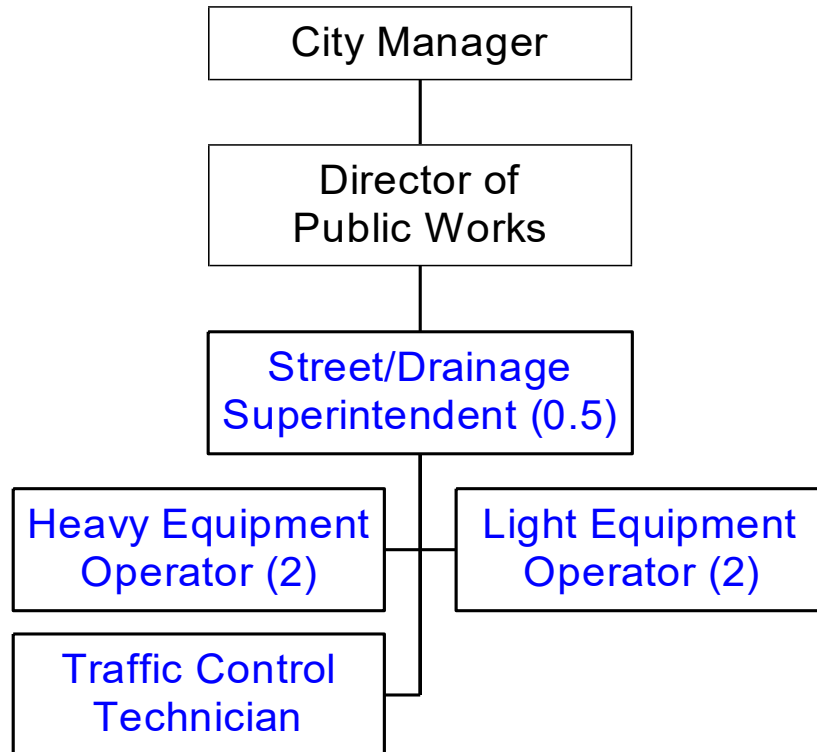 City Manager
Director of
Public Works
Street/Drainage
Superintendent (0.5)
Heavy Equipment
Operator (2)
Light Equipment
Operator (2)
Traffic Control
Technician